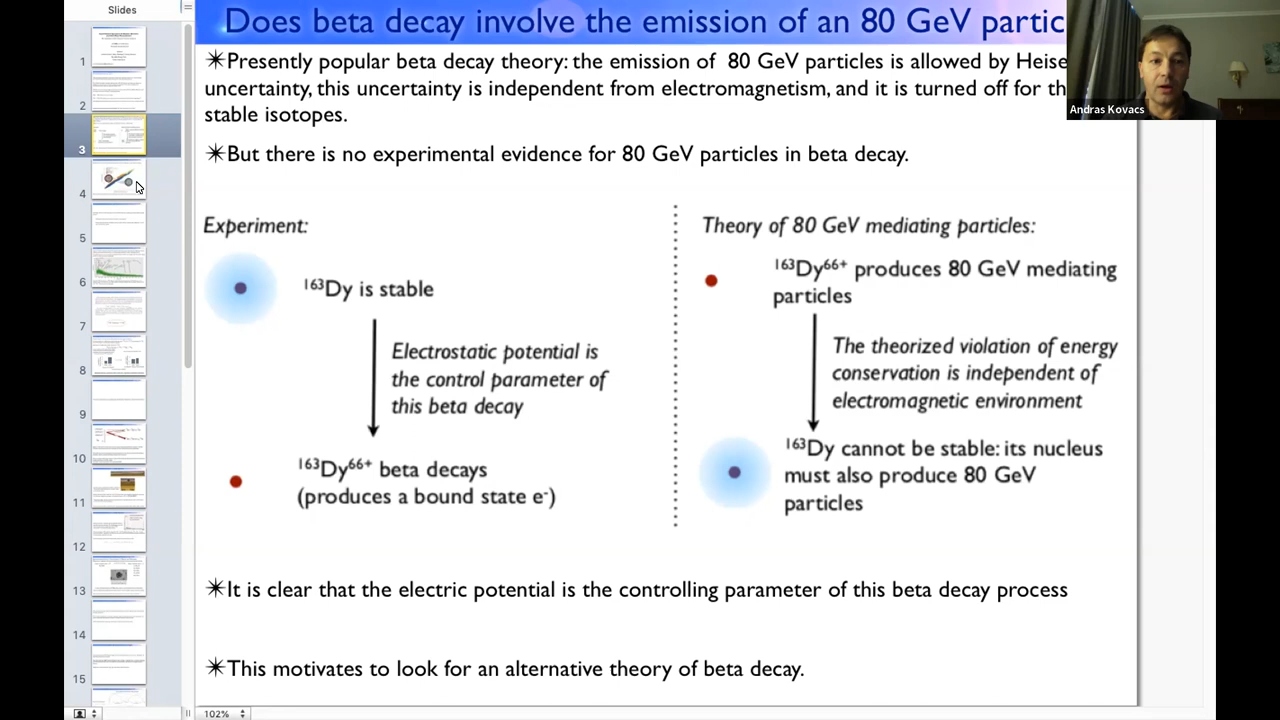 Slides
Does beta decay involve the emission of an 80 GeV partic
Andras Kovacs
✳Presently popular beta decay theory: the emission of 80 GeV particles is allowed by Heise
uncertainty, this uncertainty is independent from electromagnetism, and it is turned off for th
stable isotopes.
✳But there is no experimental evidence for 80 GeV particles in beta decay.
Experiment:
163Dy is stable
Electrostatic potential is
the control parameter of
this beta decay
163Dy66+ beta decays
(produces a bound state e-)
Theory of 80 GeV mediating particles:
163Dy66+ produces 80 GeV mediating
particles
The theorized violation of energy
conservation is independent of
electromagnetic environment
163Dy cannot be stable: its nucleus
must also produce 80 GeV
particles
✳It is clear that the electric potential is the controlling parameter of this beta decay process
✳This motivates to look for an alternative theory of beta decay.
1
2
3
4
5
6
7
8
9
10
11
12
13
14
15
102%